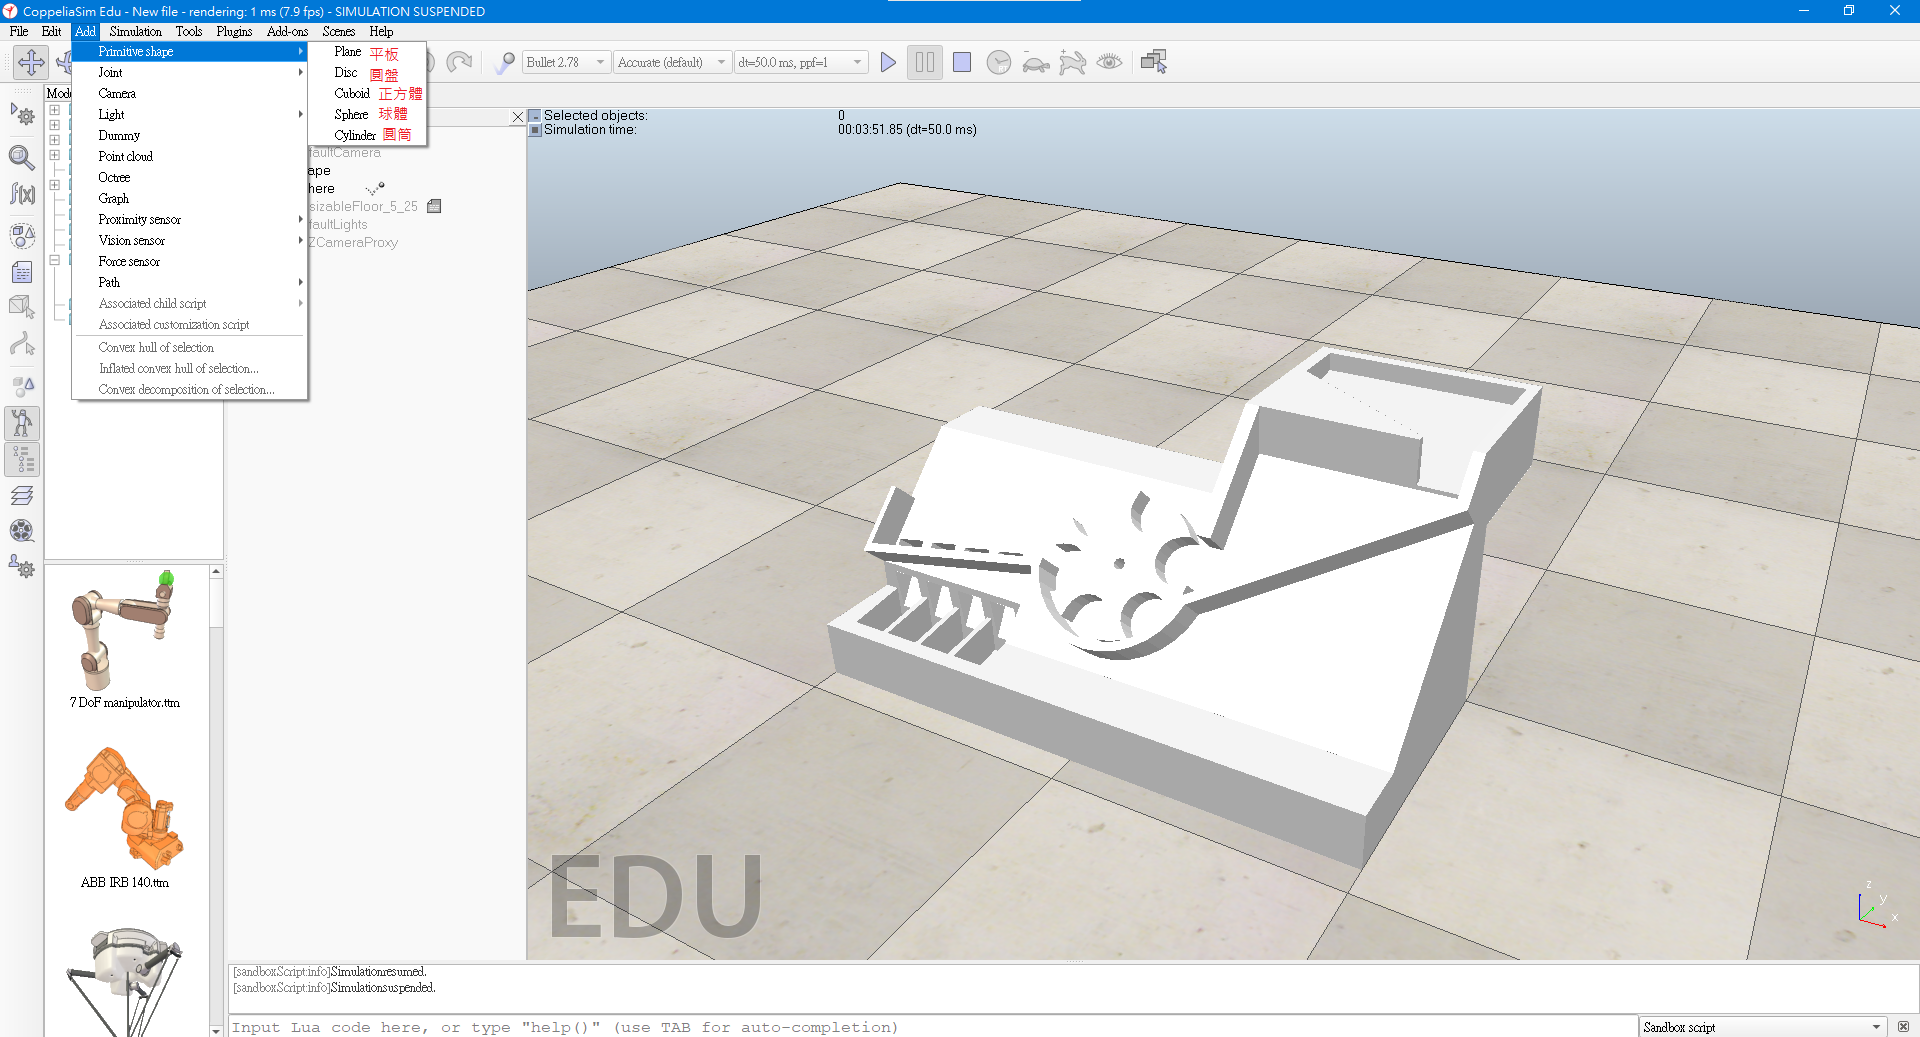 CoppeliaSim Edu - New file - rendering: 1 ms (7.9 fps) - SIMULATION SUSPENDED
File Edit Add Simulation Tools Plugins Add-ons Scenes Help
Bullet 2.78 Accurate (default) dt=50.0 ms, ppf=1
Primitive shape
Joint
Camera
Light
Dummy
Point cloud
Octree
Graph
Proximity sensor
Vision sensor
Force sensor
Path
Associated child script
Associated customization script
Convex hull of selection
Inflated convex hull of selection...
Convex decomposition of selection...
Plane 平板
Disc 圓盤
Cuboid 正方體
Sphere 球體
Cylinder 圓筒
faultCamera
ape
here
sizableFloor_5_25
faultLights
ZCameraProxy
Selected objects: 0
Simulation time: 00:03:51.85 (dt=50.0 ms)
7 DoF manipulator.ttm
ABB IRB 140.ttm
EDU
z
y
x
[sandboxScript:info]Simulationresumed.
[sandboxScript:info]Simulationsuspended.
Input Lua code here, or type "help()" (use TAB for auto-completion)
Sandbox script